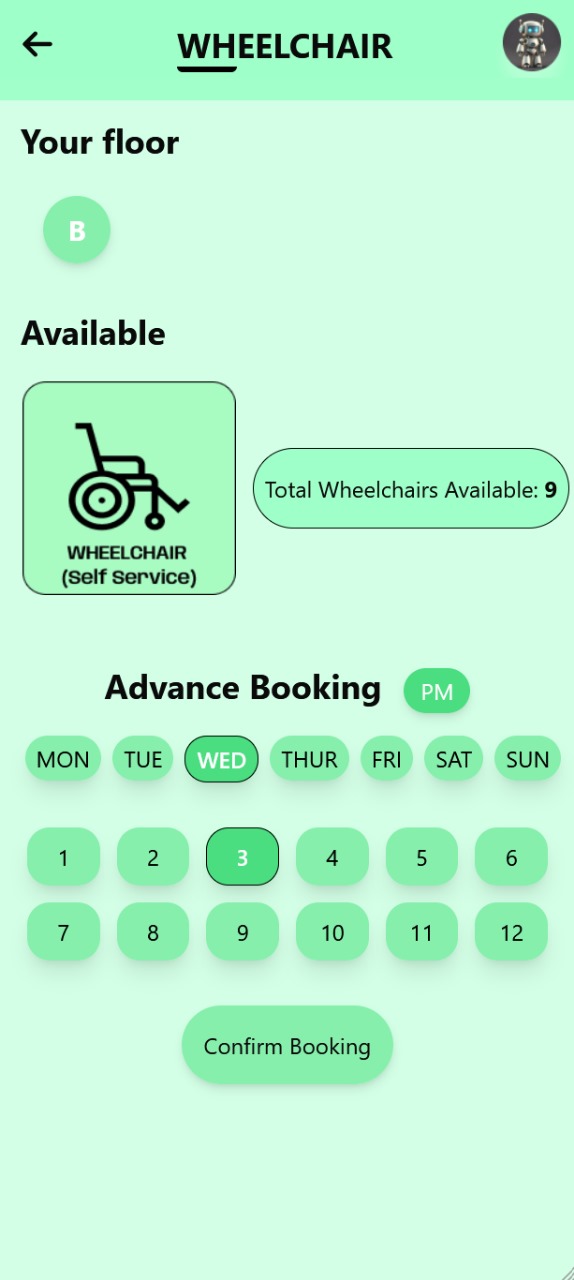 WHEELCHAIR
Your floor
B
Available
WHEELCHAIR
(Self Service)
Total Wheelchairs Available: 9
Advance Booking PM
MON TUE WED THUR FRI SAT SUN
1 2 3 4 5 6
7 8 9 10 11 12
Confirm Booking